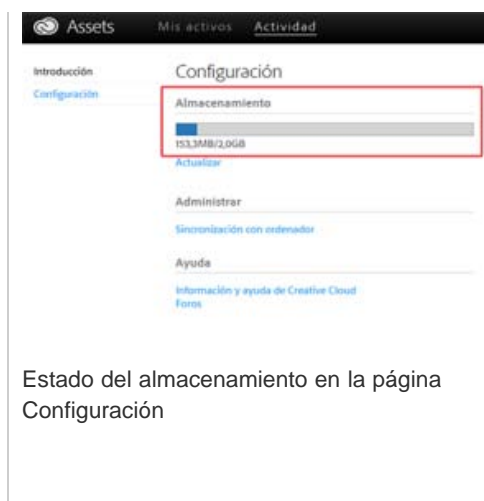 Assets Mis activos Actividad
Introducción
Configuración
Configuración
Almacenamiento
153,3MB/2,0GB
Actualizar
Administrar
Sincronización con ordenador
Ayuda
Información y ayuda de Creative Cloud
Foros
Estado del almacenamiento en la página
Configuración